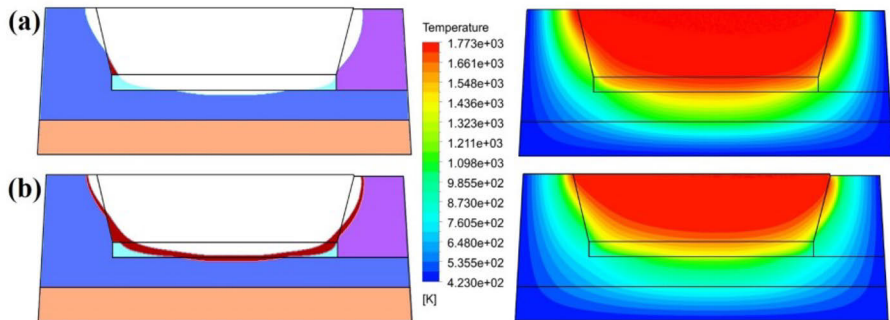 (a)
Temperature
1.773e+03
1.661e+03
1.548e+03
1.436e+03
1.323e+03
1.211e+03
1.098e+03
9.855e+02
8.730e+02
7.605e+02
6.480e+02
5.355e+02
4.230e+02
[K]
(b)